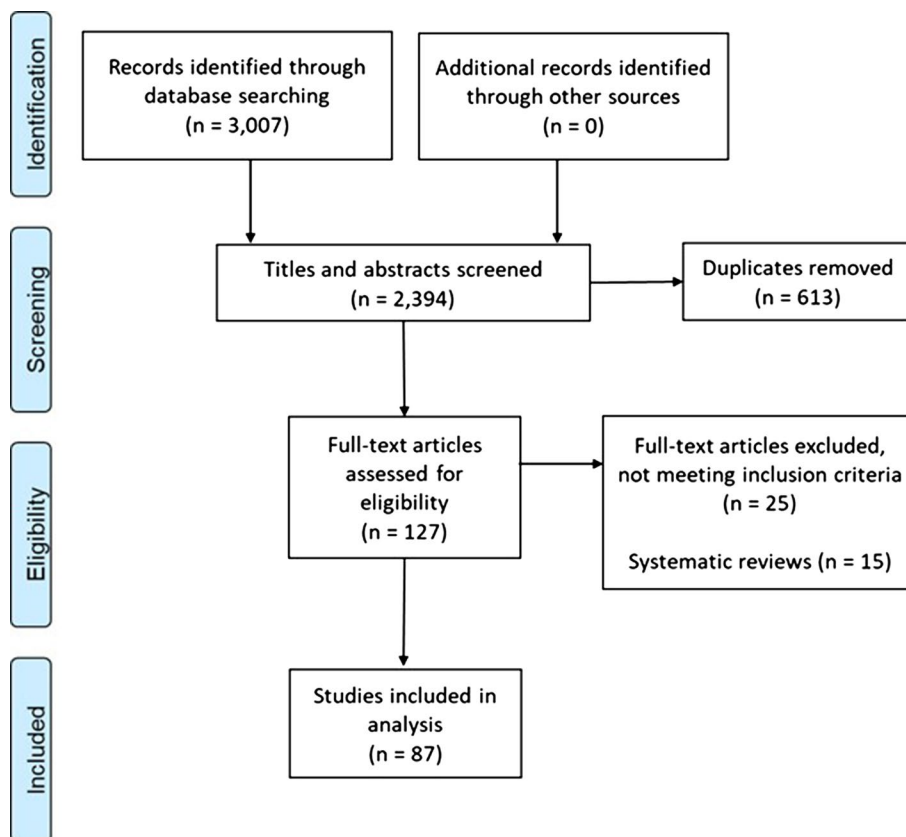 Identification
Records identified through
database searching
(n = 3,007)
Additional records identified
through other sources
(n = 0)
Screening
Titles and abstracts screened
(n = 2,394)
Duplicates removed
(n = 613)
Eligibility
Full-text articles
assessed for
eligibility
(n = 127)
Full-text articles excluded,
not meeting inclusion criteria
(n = 25)
Systematic reviews (n = 15)
Included
Studies included in
analysis
(n = 87)